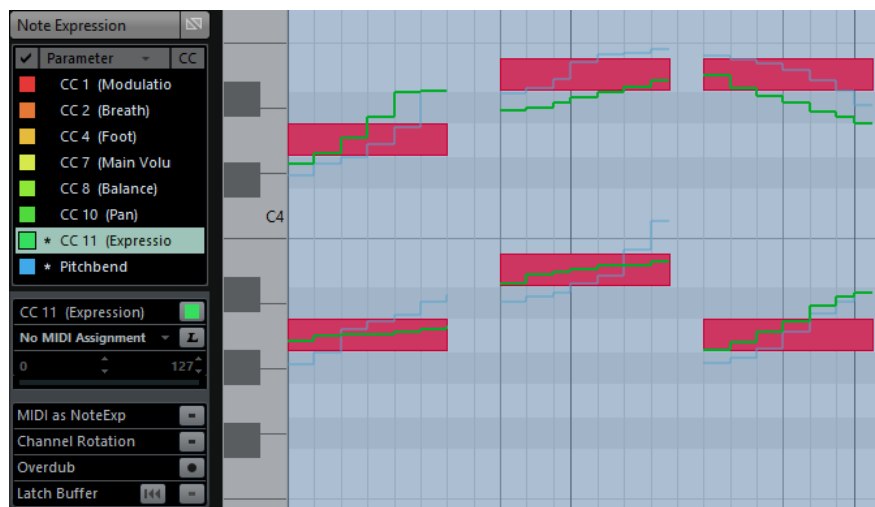 Note Expression
Parameter CC
CC 1 (Modulatio
CC 2 (Breath)
CC 4 (Foot)
CC 7 (Main Volu
CC 8 (Balance)
CC 10 (Pan)
* CC 11 (Expressio
* Pitchbend
CC 11 (Expression)
No MIDI Assignment L
0 127
MIDI as NoteExp
Channel Rotation
Overdub
Latch Buffer
C4